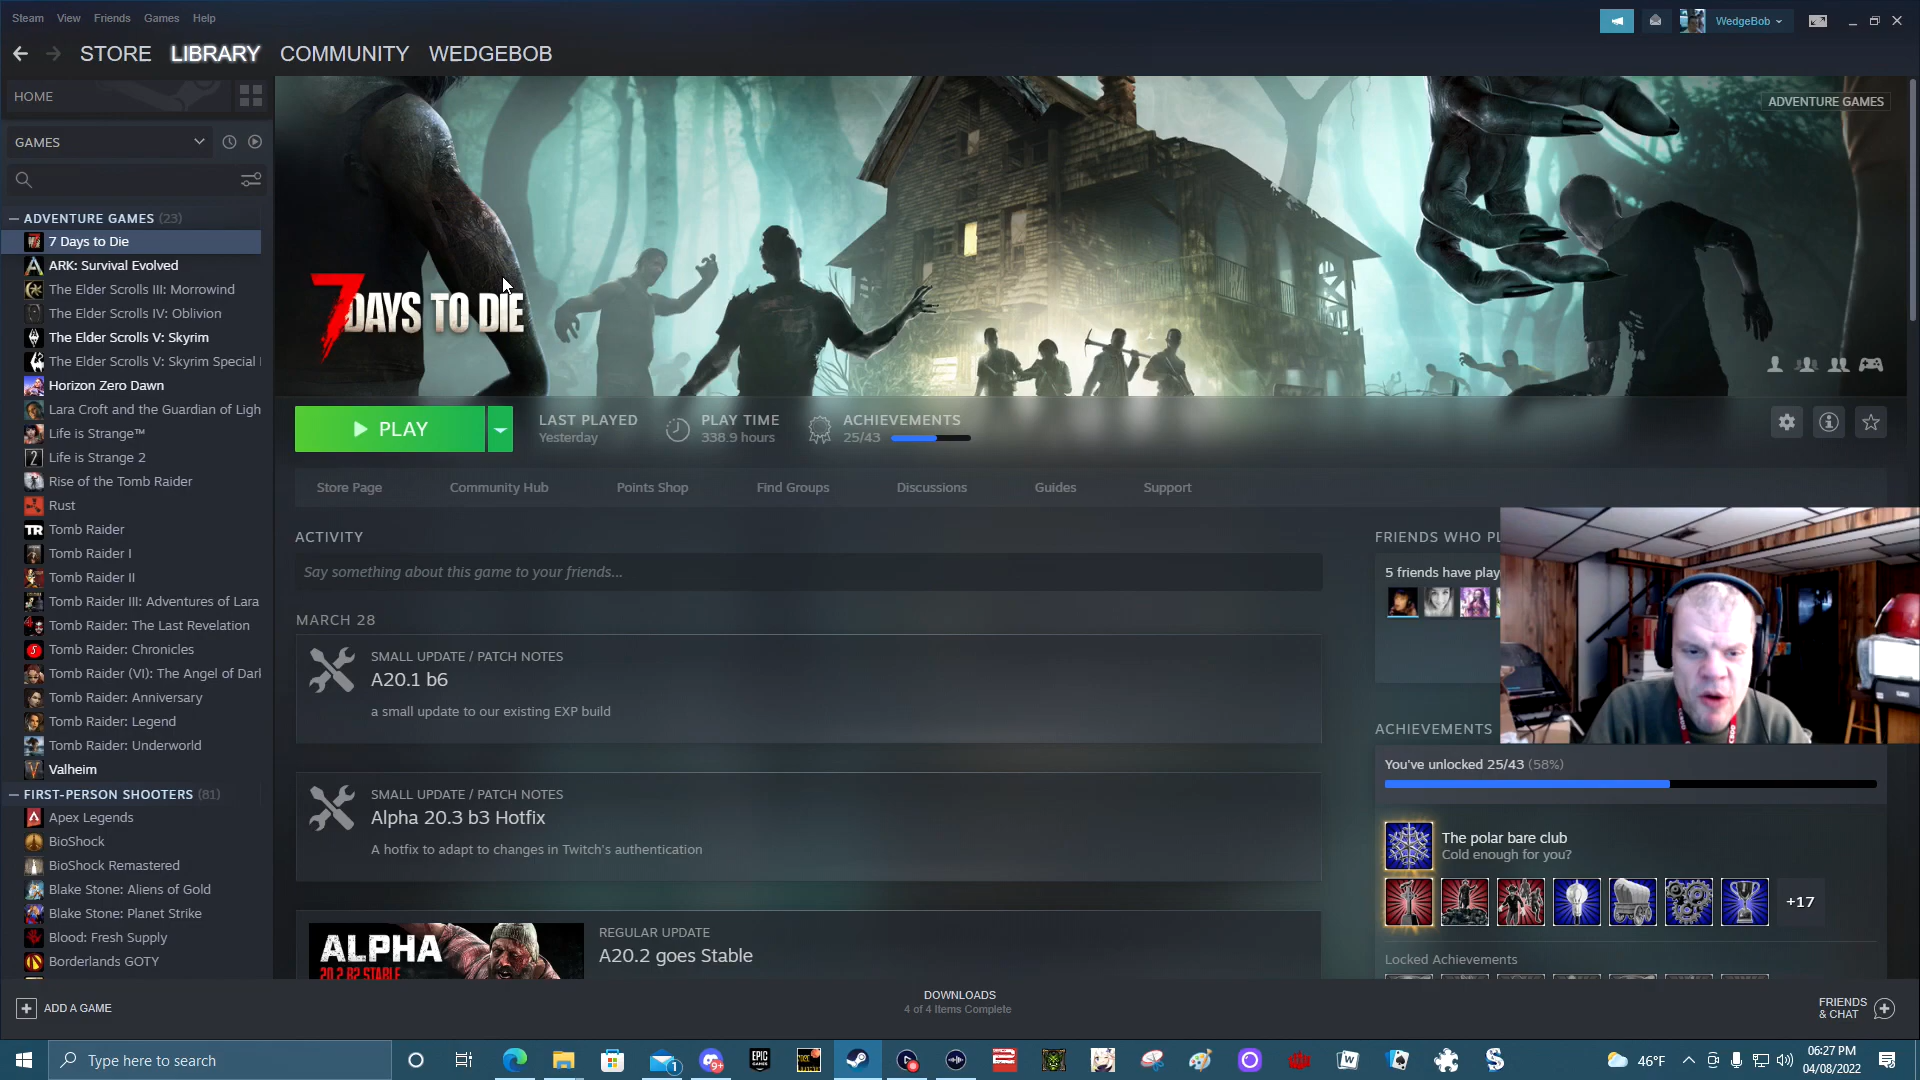 Steam View Friends Games Help
WedgeBob
STORE LIBRARY COMMUNITY WEDGEBOB
HOME
GAMES
ADVENTURE GAMES (23)
7 Days to Die
ARK: Survival Evolved
The Elder Scrolls III: Morrowind
The Elder Scrolls IV: Oblivion
The Elder Scrolls V: Skyrim
The Elder Scrolls V: Skyrim Special
Horizon Zero Dawn
Lara Croft and the Guardian of Ligh
Life is Strange™
Life is Strange 2
Rise of the Tomb Raider
Rust
Tomb Raider
Tomb Raider I
Tomb Raider II
Tomb Raider III: Adventures of Lara
Tomb Raider: The Last Revelation
Tomb Raider: Chronicles
Tomb Raider (VI): The Angel of Dark
Tomb Raider: Anniversary
Tomb Raider: Legend
Tomb Raider: Underworld
Valheim
FIRST-PERSON SHOOTERS (81)
Apex Legends
BioShock
BioShock Remastered
Blake Stone: Aliens of Gold
Blake Stone: Planet Strike
Blood: Fresh Supply
Borderlands GOTY
ADVENTURE GAMES
7 DAYS TO DIE
PLAY
LAST PLAYED
Yesterday
PLAY TIME
338.9 hours
ACHIEVEMENTS
25/43
Store Page Community Hub Points Shop Find Groups Discussions Guides Support
ACTIVITY
Say something about this game to your friends...
MARCH 28
SMALL UPDATE / PATCH NOTES
A20.1 b6
a small update to our existing EXP build
SMALL UPDATE / PATCH NOTES
Alpha 20.3 b3 Hotfix
A hotfix to adapt to changes in Twitch's authentication
ALPHA
20.2 B2 STABLE
REGULAR UPDATE
A20.2 goes Stable
FRIENDS WHO PL
5 friends have play
ACHIEVEMENTS
You've unlocked 25/43 (58%)
The polar bare club
Cold enough for you?
+17
Locked Achievements
ADD A GAME
DOWNLOADS
4 of 4 Items Complete
FRIENDS
& CHAT
Type here to search
46°F
06:27 PM
04/08/2022